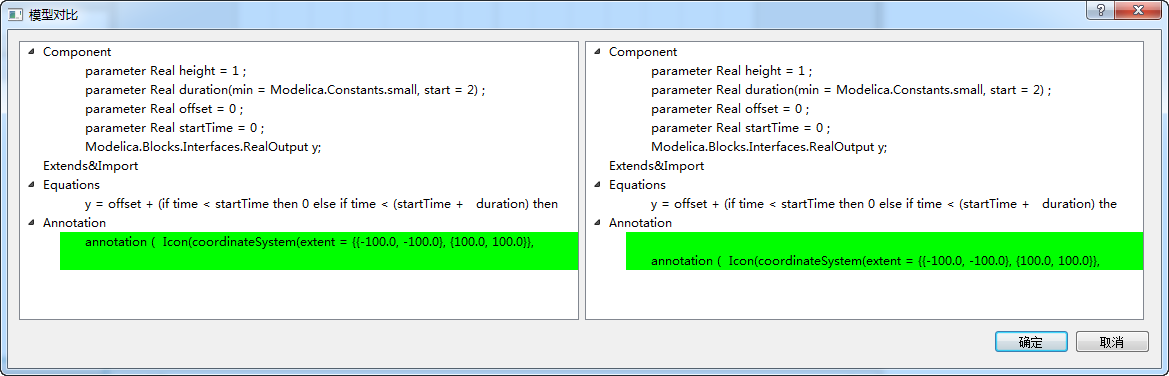 模型对比
Component
parameter Real height = 1 ;
parameter Real duration(min = Modelica.Constants.small, start = 2) ;
parameter Real offset = 0 ;
parameter Real startTime = 0 ;
Modelica.Blocks.Interfaces.RealOutput y;
Extends&Import
Equations
y = offset + (if time < startTime then 0 else if time < (startTime + duration) then
Annotation
annotation ( Icon(coordinateSystem(extent = {{-100.0, -100.0}, {100.0, 100.0}},
Component
parameter Real height = 1 ;
parameter Real duration(min = Modelica.Constants.small, start = 2) ;
parameter Real offset = 0 ;
parameter Real startTime = 0 ;
Modelica.Blocks.Interfaces.RealOutput y;
Extends&Import
Equations
y = offset + (if time < startTime then 0 else if time < (startTime + duration) the
Annotation
annotation ( Icon(coordinateSystem(extent = {{-100.0, -100.0}, {100.0, 100.0}},
确定
取消